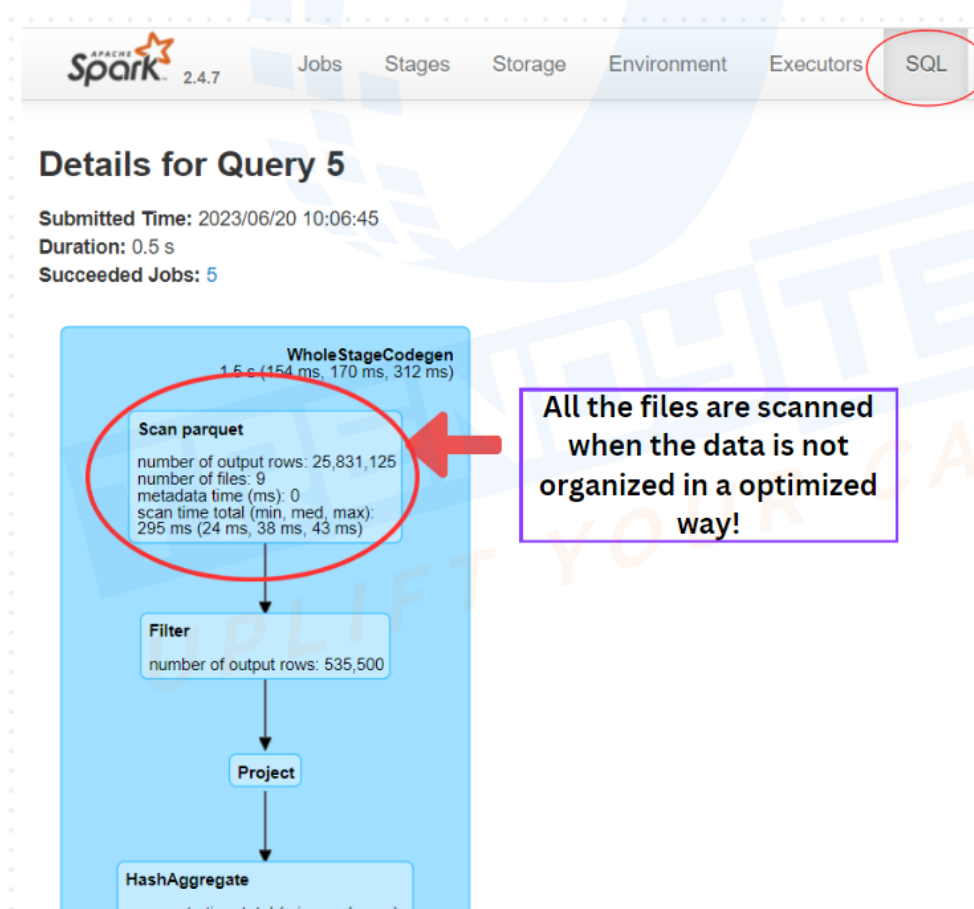 APACHE
Spark 2.4.7 Jobs Stages Storage Environment Executors SQL
Details for Query 5
Submitted Time: 2023/06/20 10:06:45
Duration: 0.5 s
Succeeded Jobs: 5
WholeStageCodegen
1.5 s (154 ms, 170 ms, 312 ms)
Scan parquet
number of output rows: 25,831,125
number of files: 9
metadata time (ms): 0
scan time total (min, med, max):
295 ms (24 ms, 38 ms, 43 ms)
All the files are scanned
when the data is not
organized in a optimized
way!
Filter
number of output rows: 535,500
Project
HashAggregate
UPLIFT YOUR CA